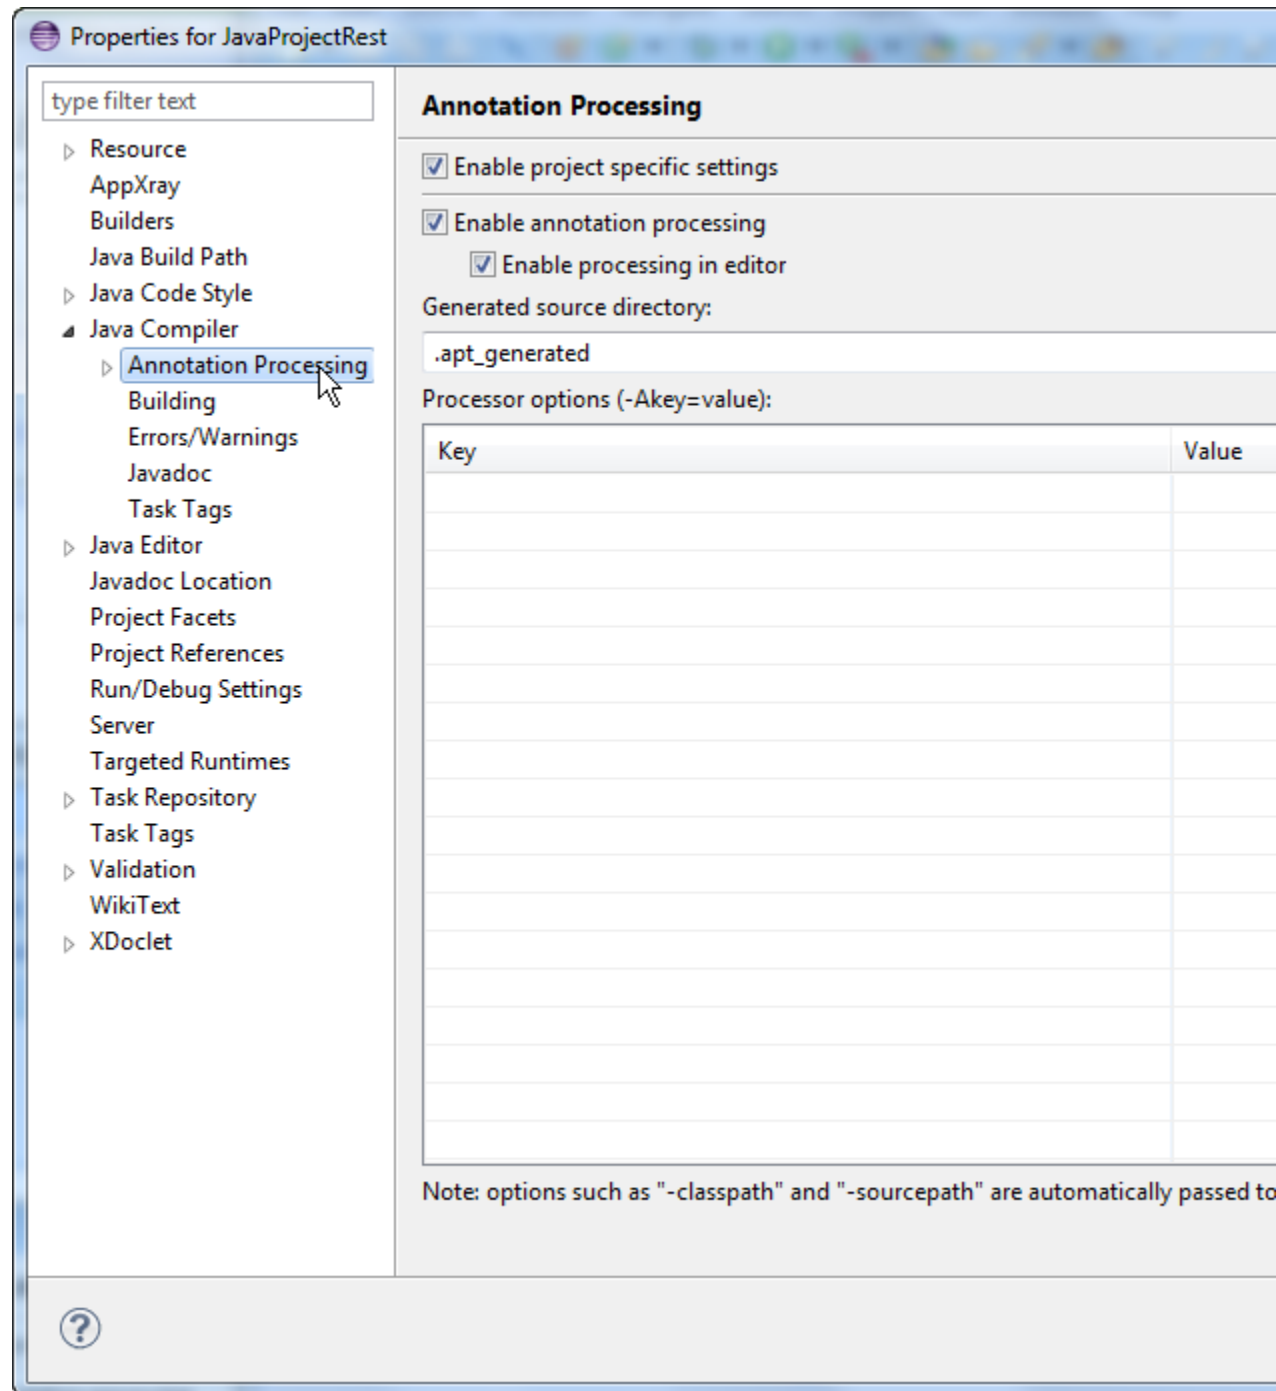 Properties for JavaProjectRest
type filter text
Resource
AppXray
Builders
Java Build Path
Java Code Style
Java Compiler
Annotation Processing
Building
Errors/Warnings
Javadoc
Task Tags
Java Editor
Javadoc Location
Project Facets
Project References
Run/Debug Settings
Server
Targeted Runtimes
Task Repository
Task Tags
Validation
WikiText
XDoclet
Annotation Processing
Enable project specific settings
Enable annotation processing
Enable processing in editor
Generated source directory:
.apt_generated
Processor options (-Akey=value):
Key Value
Note: options such as "-classpath" and "-sourcepath" are automatically passed to
?